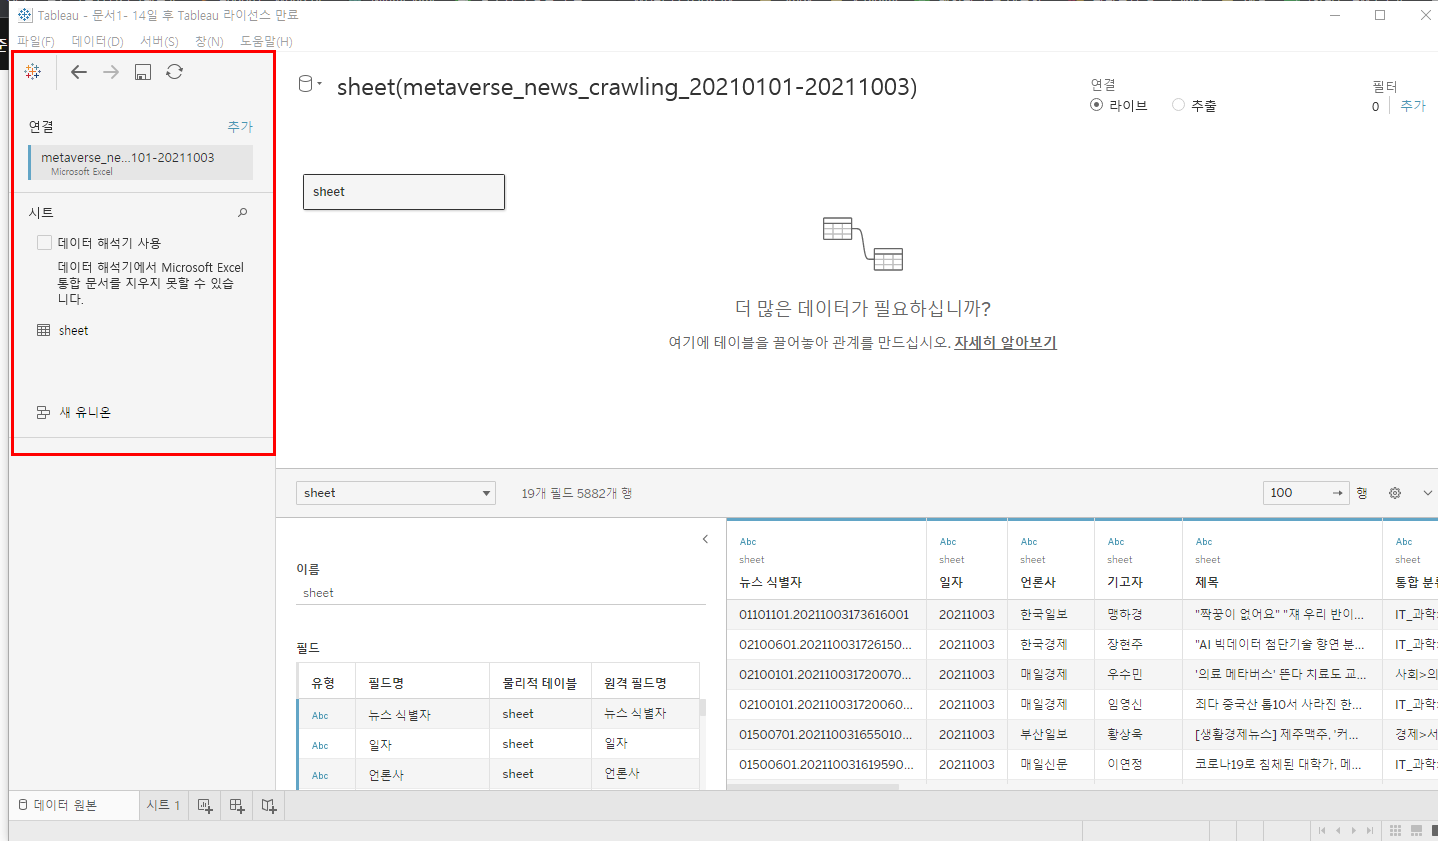 Tableau - 문서1- 14일 후 Tableau 라이선스 만료
파일(F) 데이터(D) 서버(S) 창(N) 도움말(H)
sheet(metaverse_news_crawling_20210101-20211003)
연결
라이브 추출
필터
0 추가
연결 추가
metaverse_ne...101-20211003
Microsoft Excel
시트
데이터 해석기 사용
데이터 해석기에서 Microsoft Excel
통합 문서를 지우지 못할 수 있습
니다.
sheet
새 유니온
sheet
더 많은 데이터가 필요하십니까?
여기에 테이블을 끌어놓아 관계를 만드십시오. 자세히 알아보기
sheet 19개 필드 5882개 행 100 행
이름
sheet
필드
유형 필드명 물리적 테이블 원격 필드명
Abc 뉴스 식별자 sheet 뉴스 식별자
Abc 일자 sheet 일자
Abc 언론사 sheet 언론사
Abc Abc Abc Abc Abc Abc
sheet sheet sheet sheet sheet sheet
뉴스 식별자 일자 언론사 기고자 제목 통합 분류
01101101.20211003173616001 20211003 한국일보 맹하경 "짝꿍이 없어요" "쟤 우리 반이... IT_과학>
02100601.202110031726150... 20211003 한국경제 장현주 "AI 빅데이터 첨단기술 향연 분... IT_과학>
02100101.202110031720070... 20211003 매일경제 우수민 '의료 메타버스' 뜬다 치료도 교... 사회>의
02100101.202110031720060... 20211003 매일경제 임영신 죄다 중국산 톱10서 사라진 한... IT_과학>
01500701.202110031655010... 20211003 부산일보 황상욱 [생활경제뉴스] 제주맥주, '커... 경제>서
01500601.202110031619590... 20211003 매일신문 이연정 코로나19로 침체된 대학가, 메... IT_과학>
데이터 원본 시트 1